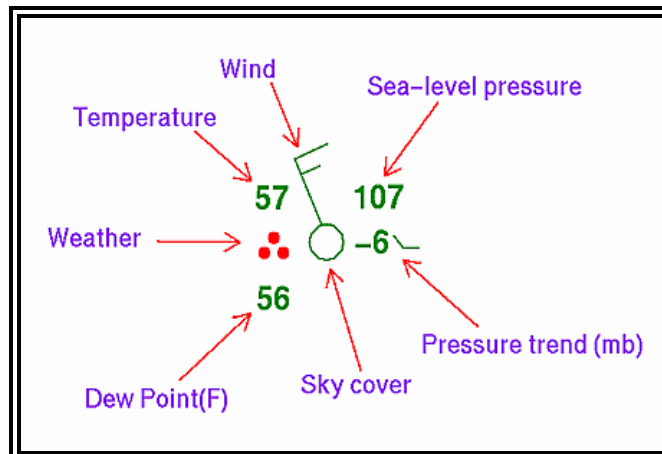 Wind
Sea-level pressure
Temperature
57 107
Weather -6
56
Pressure trend (mb)
Dew Point(F) Sky cover